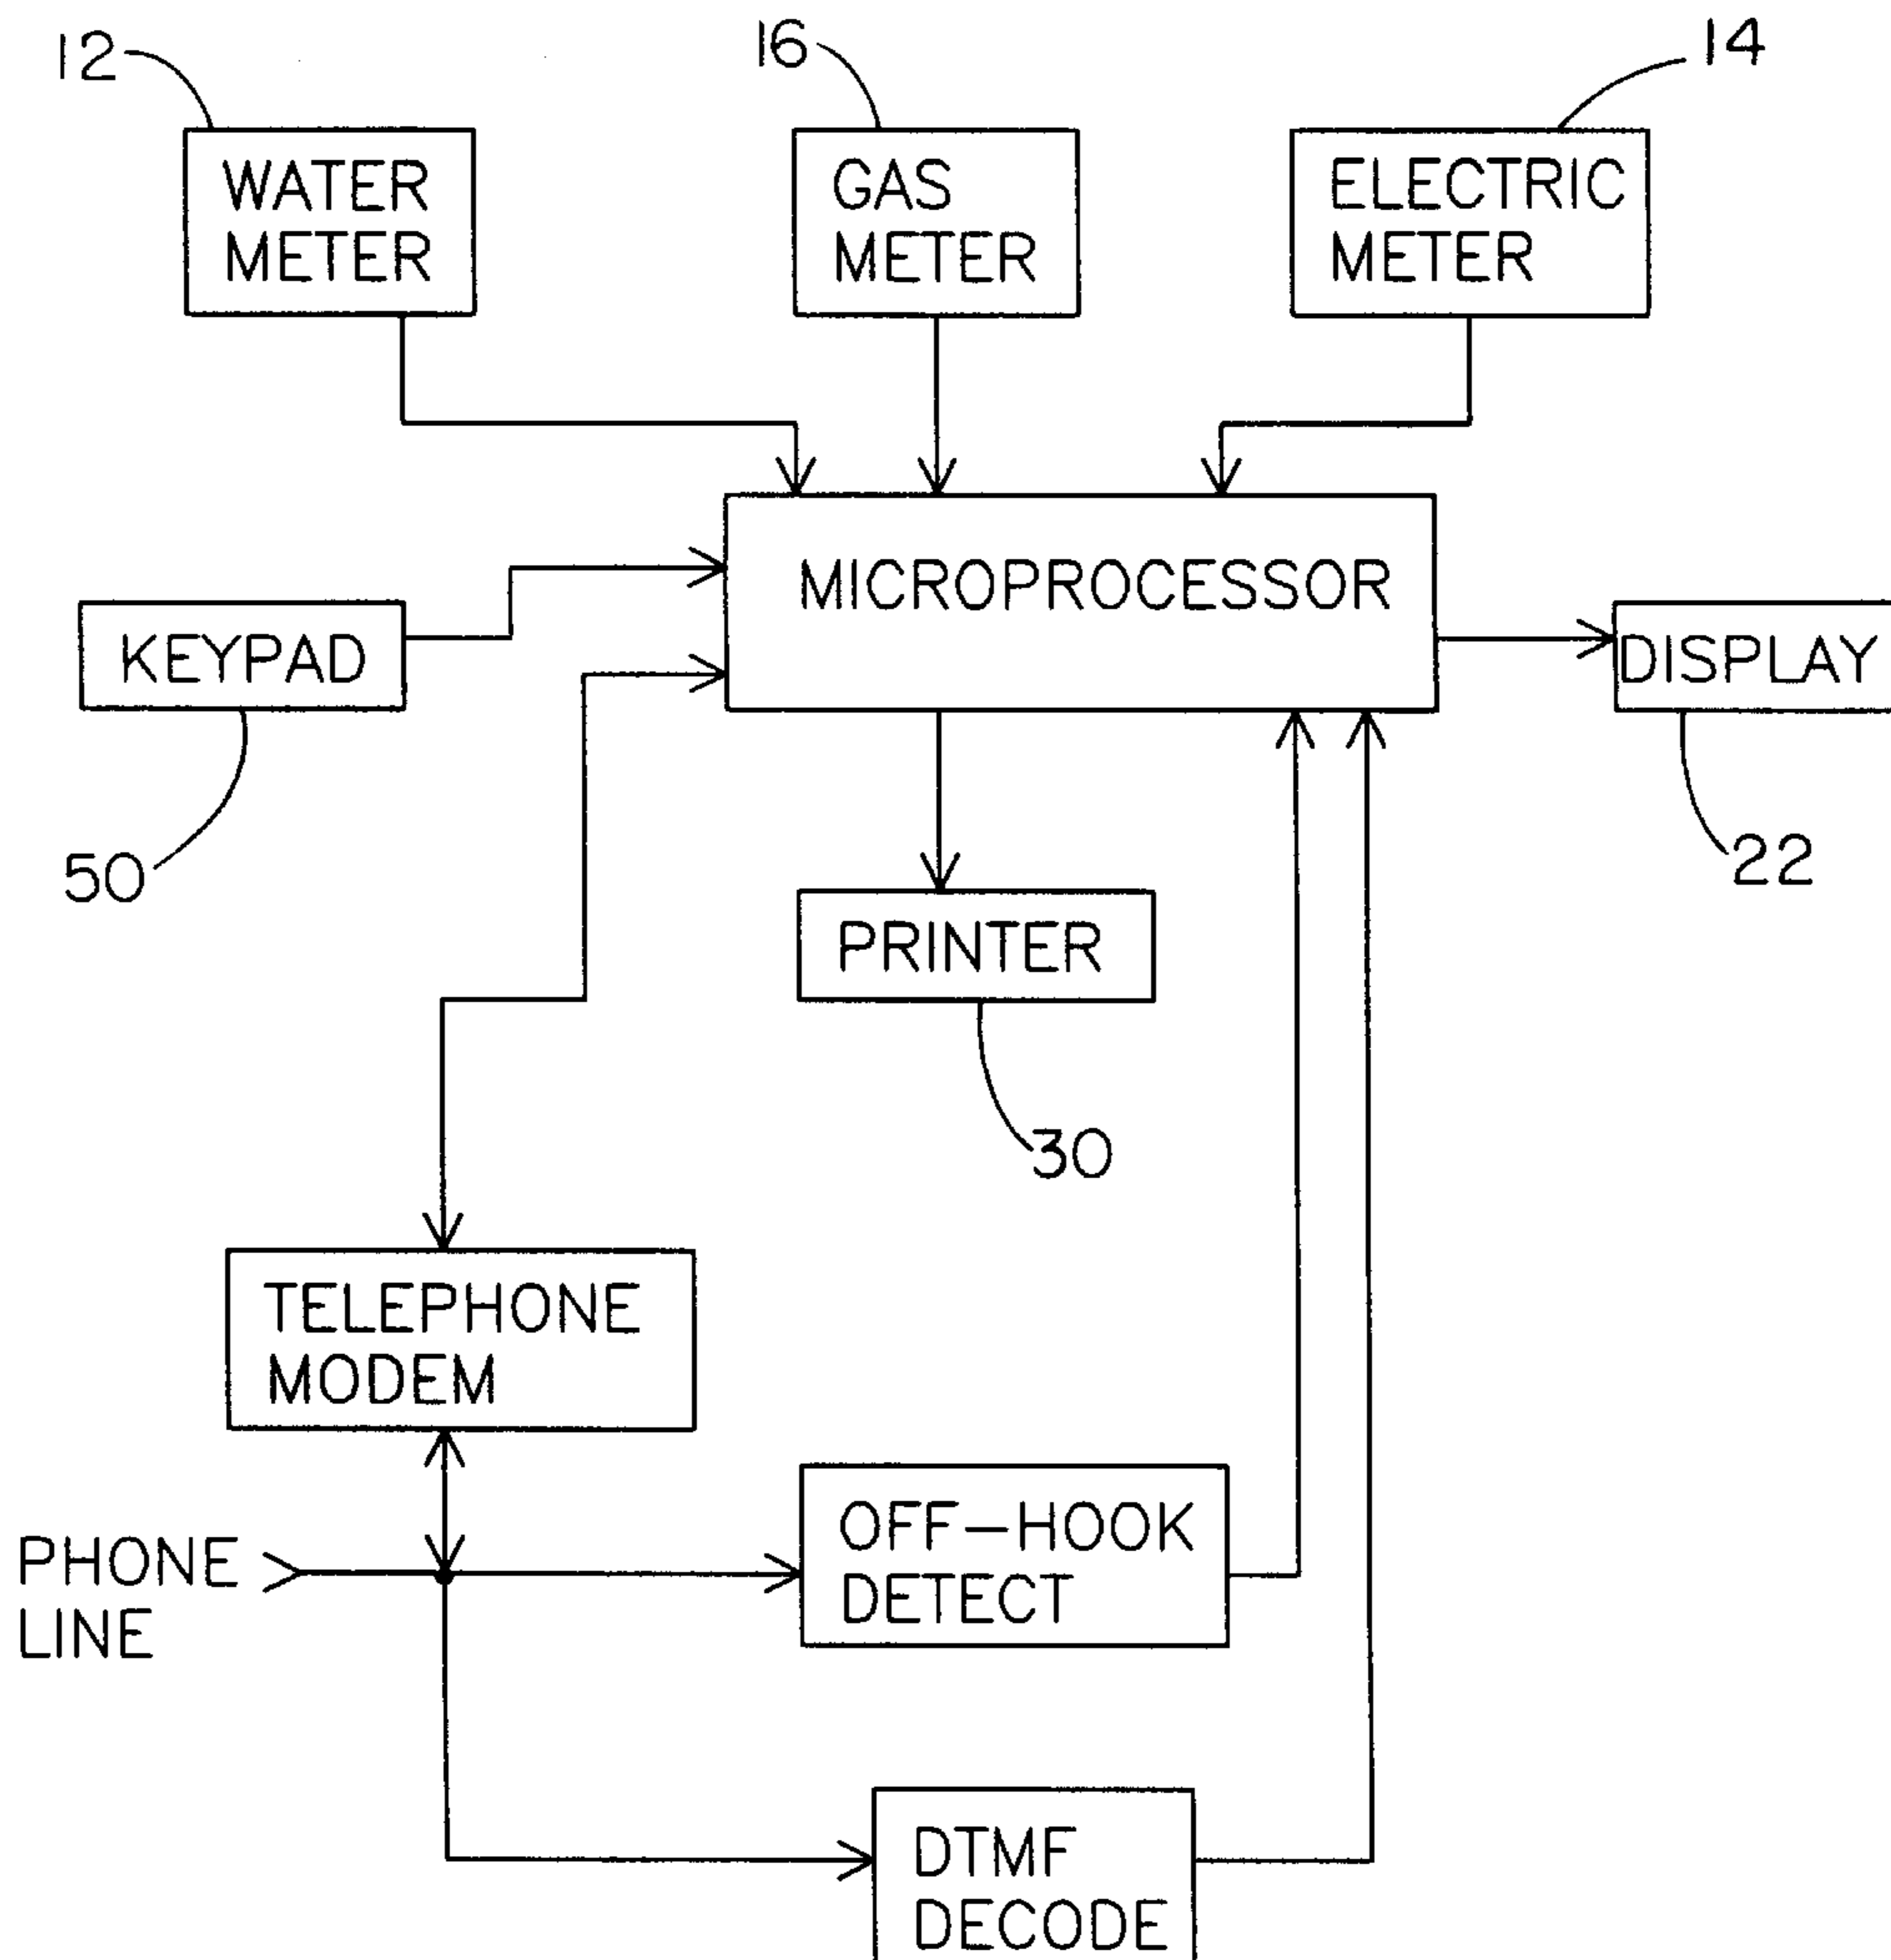 12
16
14
WATER
METER
GAS
METER
ELECTRIC
METER
MICROPROCESSOR
KEYPAD
DISPLAY
50
22
PRINTER
30
TELEPHONE
MODEM
OFF-HOOK
DETECT
PHONE
LINE
DTMF
DECODE